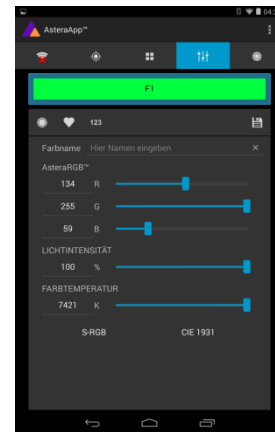 AsteraApp™
F1
123
Farbname Hier Namen eingeben
AsteraRGB™
134 R
255 G
59 B
LICHTINTENSITÄT
100 %
FARBTEMPERATUR
7421 K
S-RGB CIE 1931